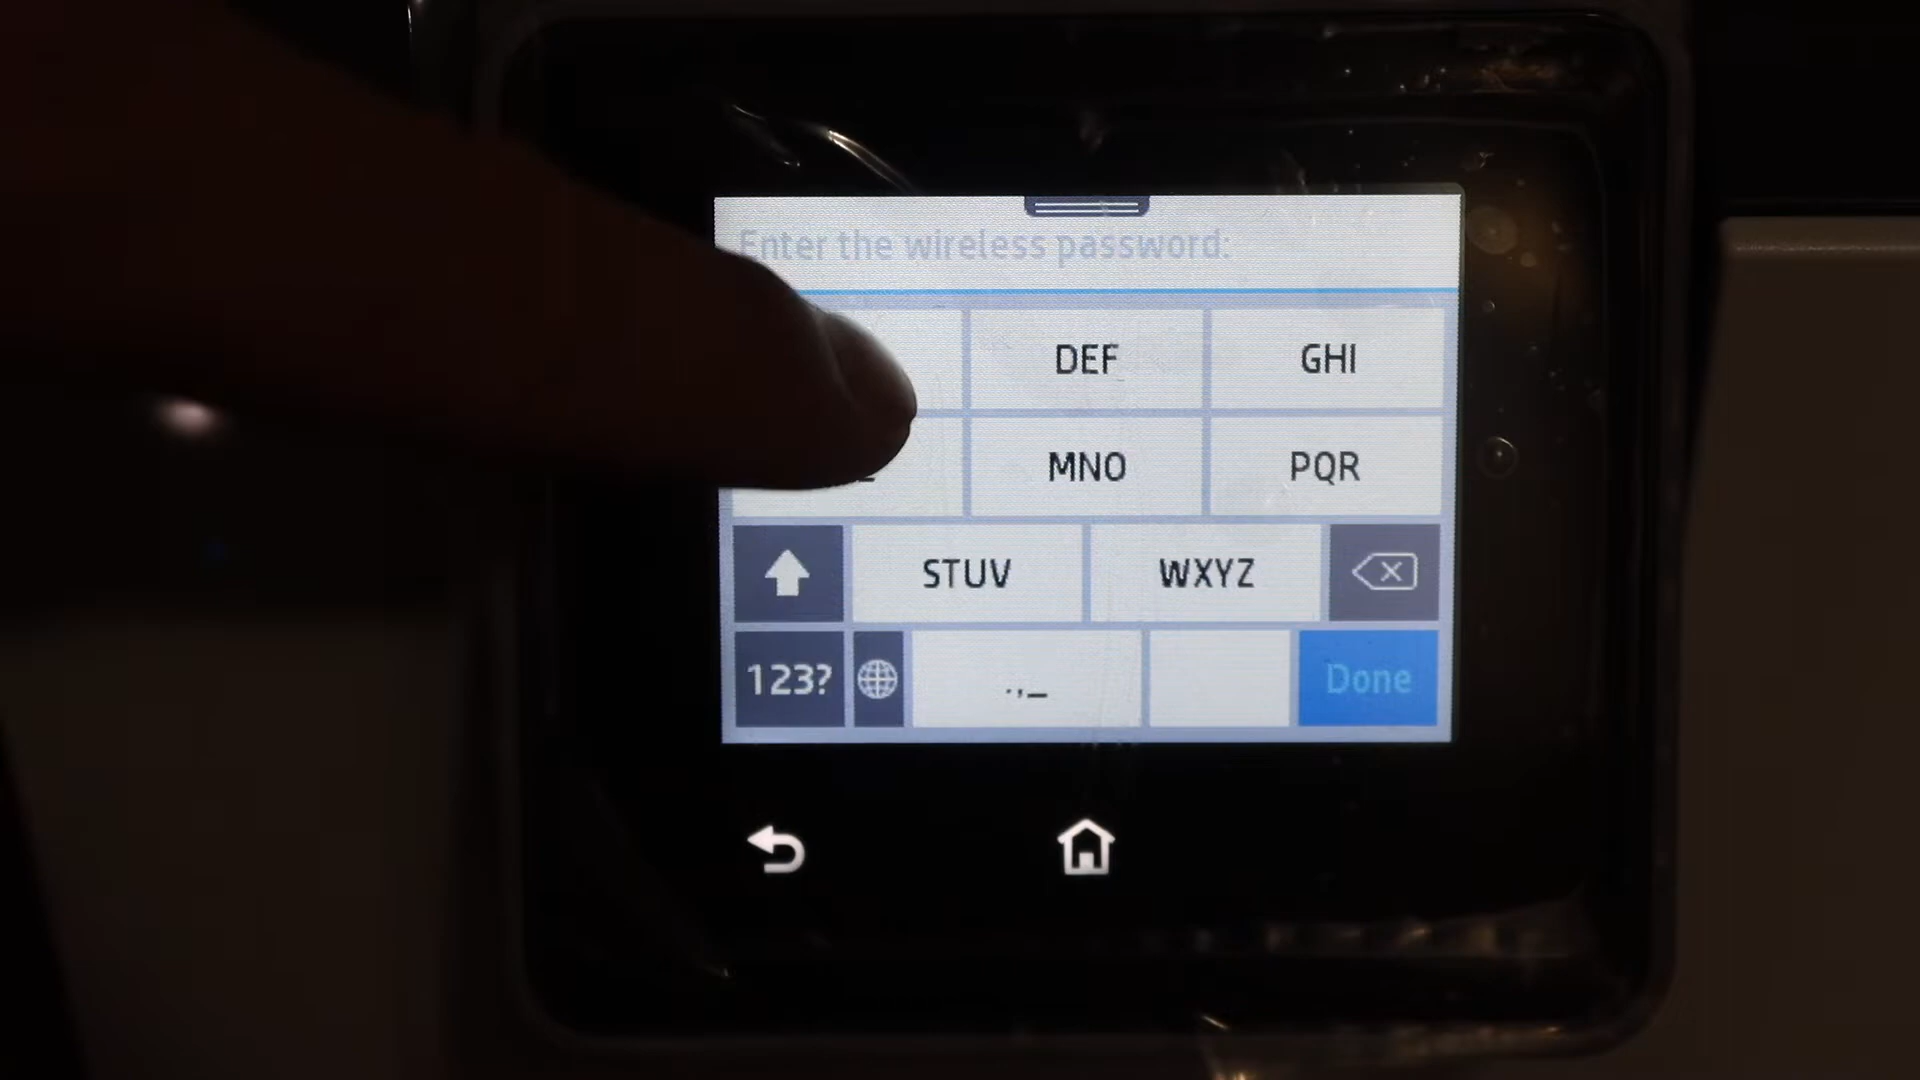 Enter the wireless password:
DEF GHI
MNO PQR
STUV WXYZ
123? .,_ Done